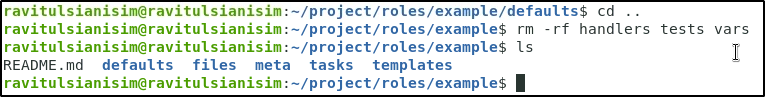 ravitulsianisim@ravitulsianisim:~/project/roles/example/defaults$ cd ..
ravitulsianisim@ravitulsianisim:~/project/roles/example$ rm -rf handlers tests vars
ravitulsianisim@ravitulsianisim:~/project/roles/example$ ls
README.md  defaults  files  meta  tasks  templates
ravitulsianisim@ravitulsianisim:~/project/roles/example$